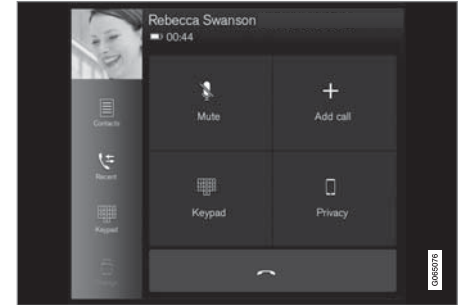 Rebecca Swanson
00:44
Contacts
Recent
Keypad
Mute
Add call
Keypad
Privacy
G065076